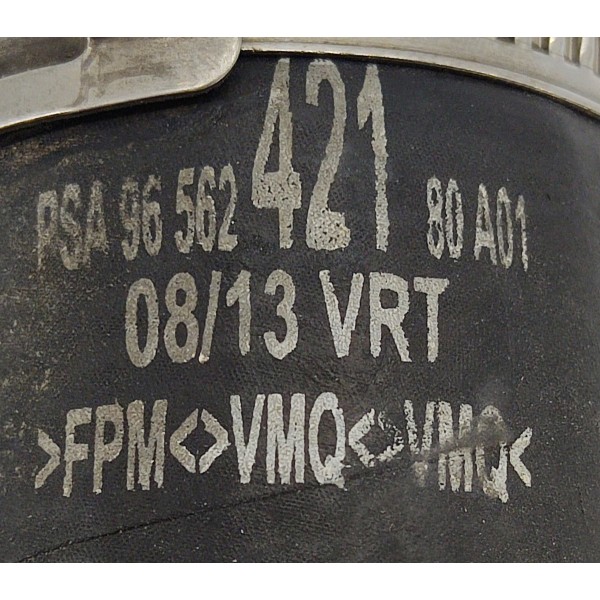 PSA 96 562 421 80 A01
08/13 VRT
>FPM<>VMQ<>VMQ<